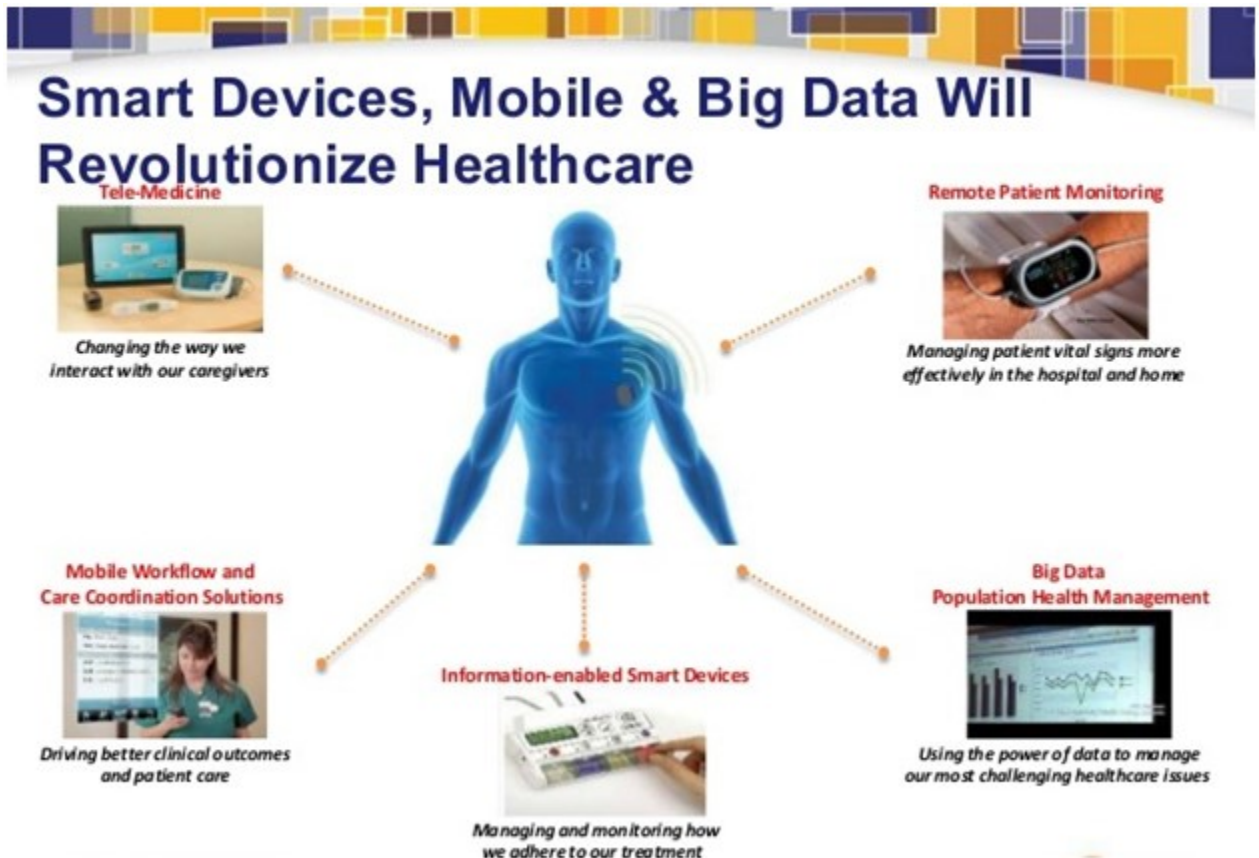 Smart Devices, Mobile & Big Data Will
Revolutionize Healthcare
Tele-Medicine
Changing the way we
interact with our caregivers
Remote Patient Monitoring
Managing patient vital signs more
effectively in the hospital and home
Mobile Workflow and
Care Coordination Solutions
Driving better clinical outcomes
and patient care
Information-enabled Smart Devices
Managing and monitoring how
we adhere to our treatment
Big Data
Population Health Management
Using the power of data to manage
our most challenging healthcare issues